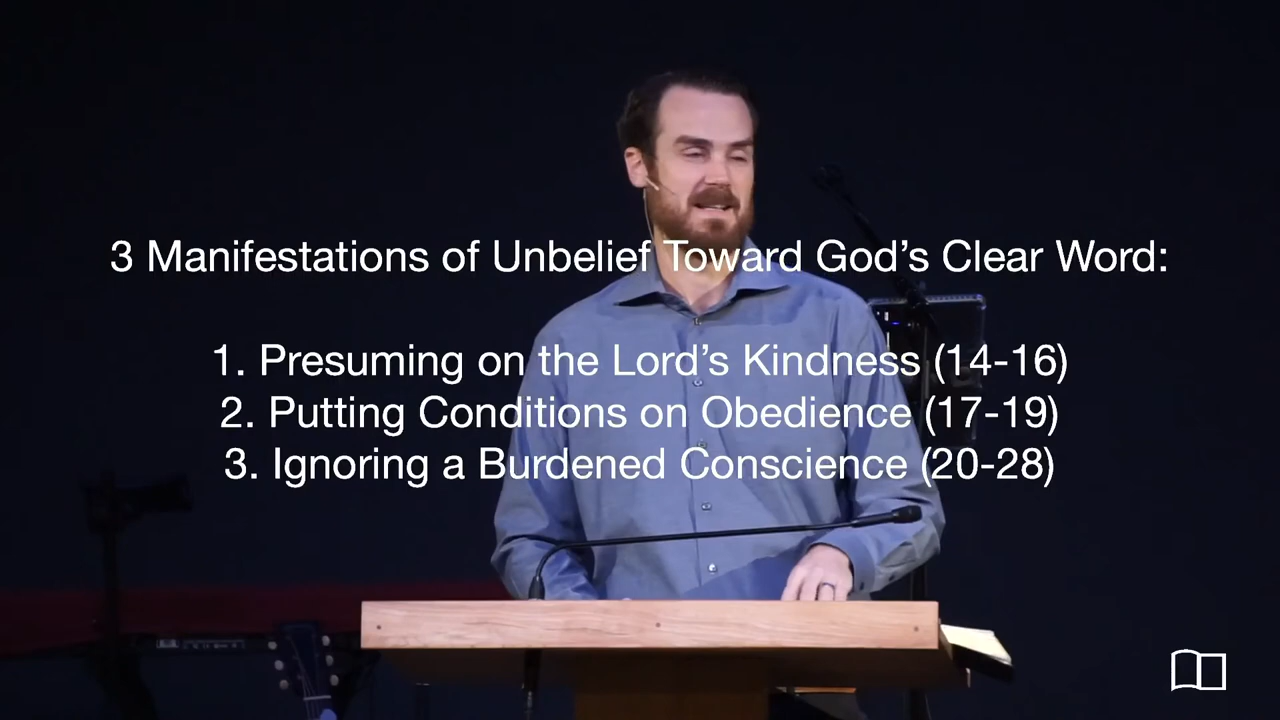 3 Manifestations of Unbelief Toward God’s Clear Word:
1. Presuming on the Lord’s Kindness (14-16)
2. Putting Conditions on Obedience (17-19)
3. Ignoring a Burdened Conscience (20-28)